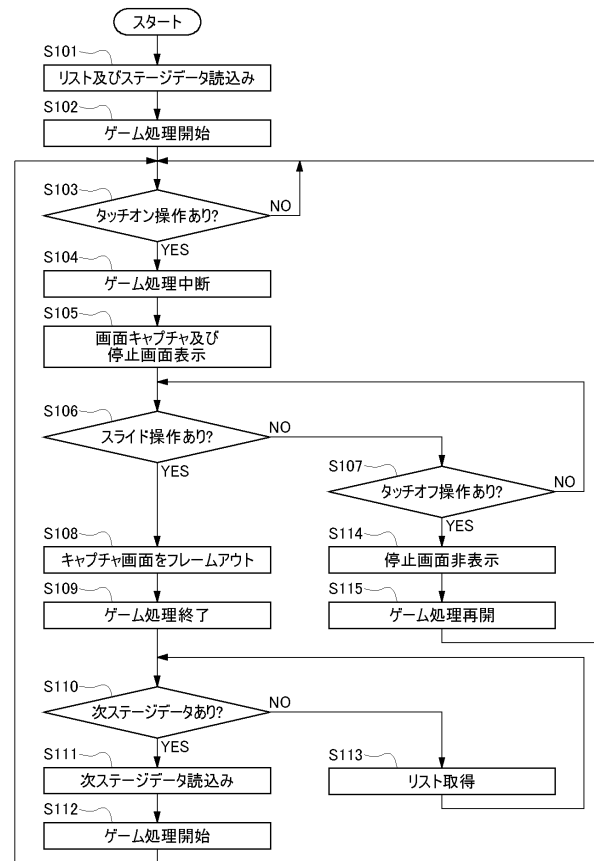 スタート
S101
リスト及びステージデータ読込み
S102
ゲーム処理開始
S103
タッチオン操作あり?
NO
YES
S104
ゲーム処理中断
S105
画面キャプチャ及び
停止画面表示
S106
スライド操作あり?
NO
YES
S107
タッチオフ操作あり?
NO
YES
S108
キャプチャ画面をフレームアウト
S114
停止画面非表示
S109
ゲーム処理終了
S115
ゲーム処理再開
S110
次ステージデータあり?
NO
YES
S111
次ステージデータ読込み
S113
リスト取得
S112
ゲーム処理開始